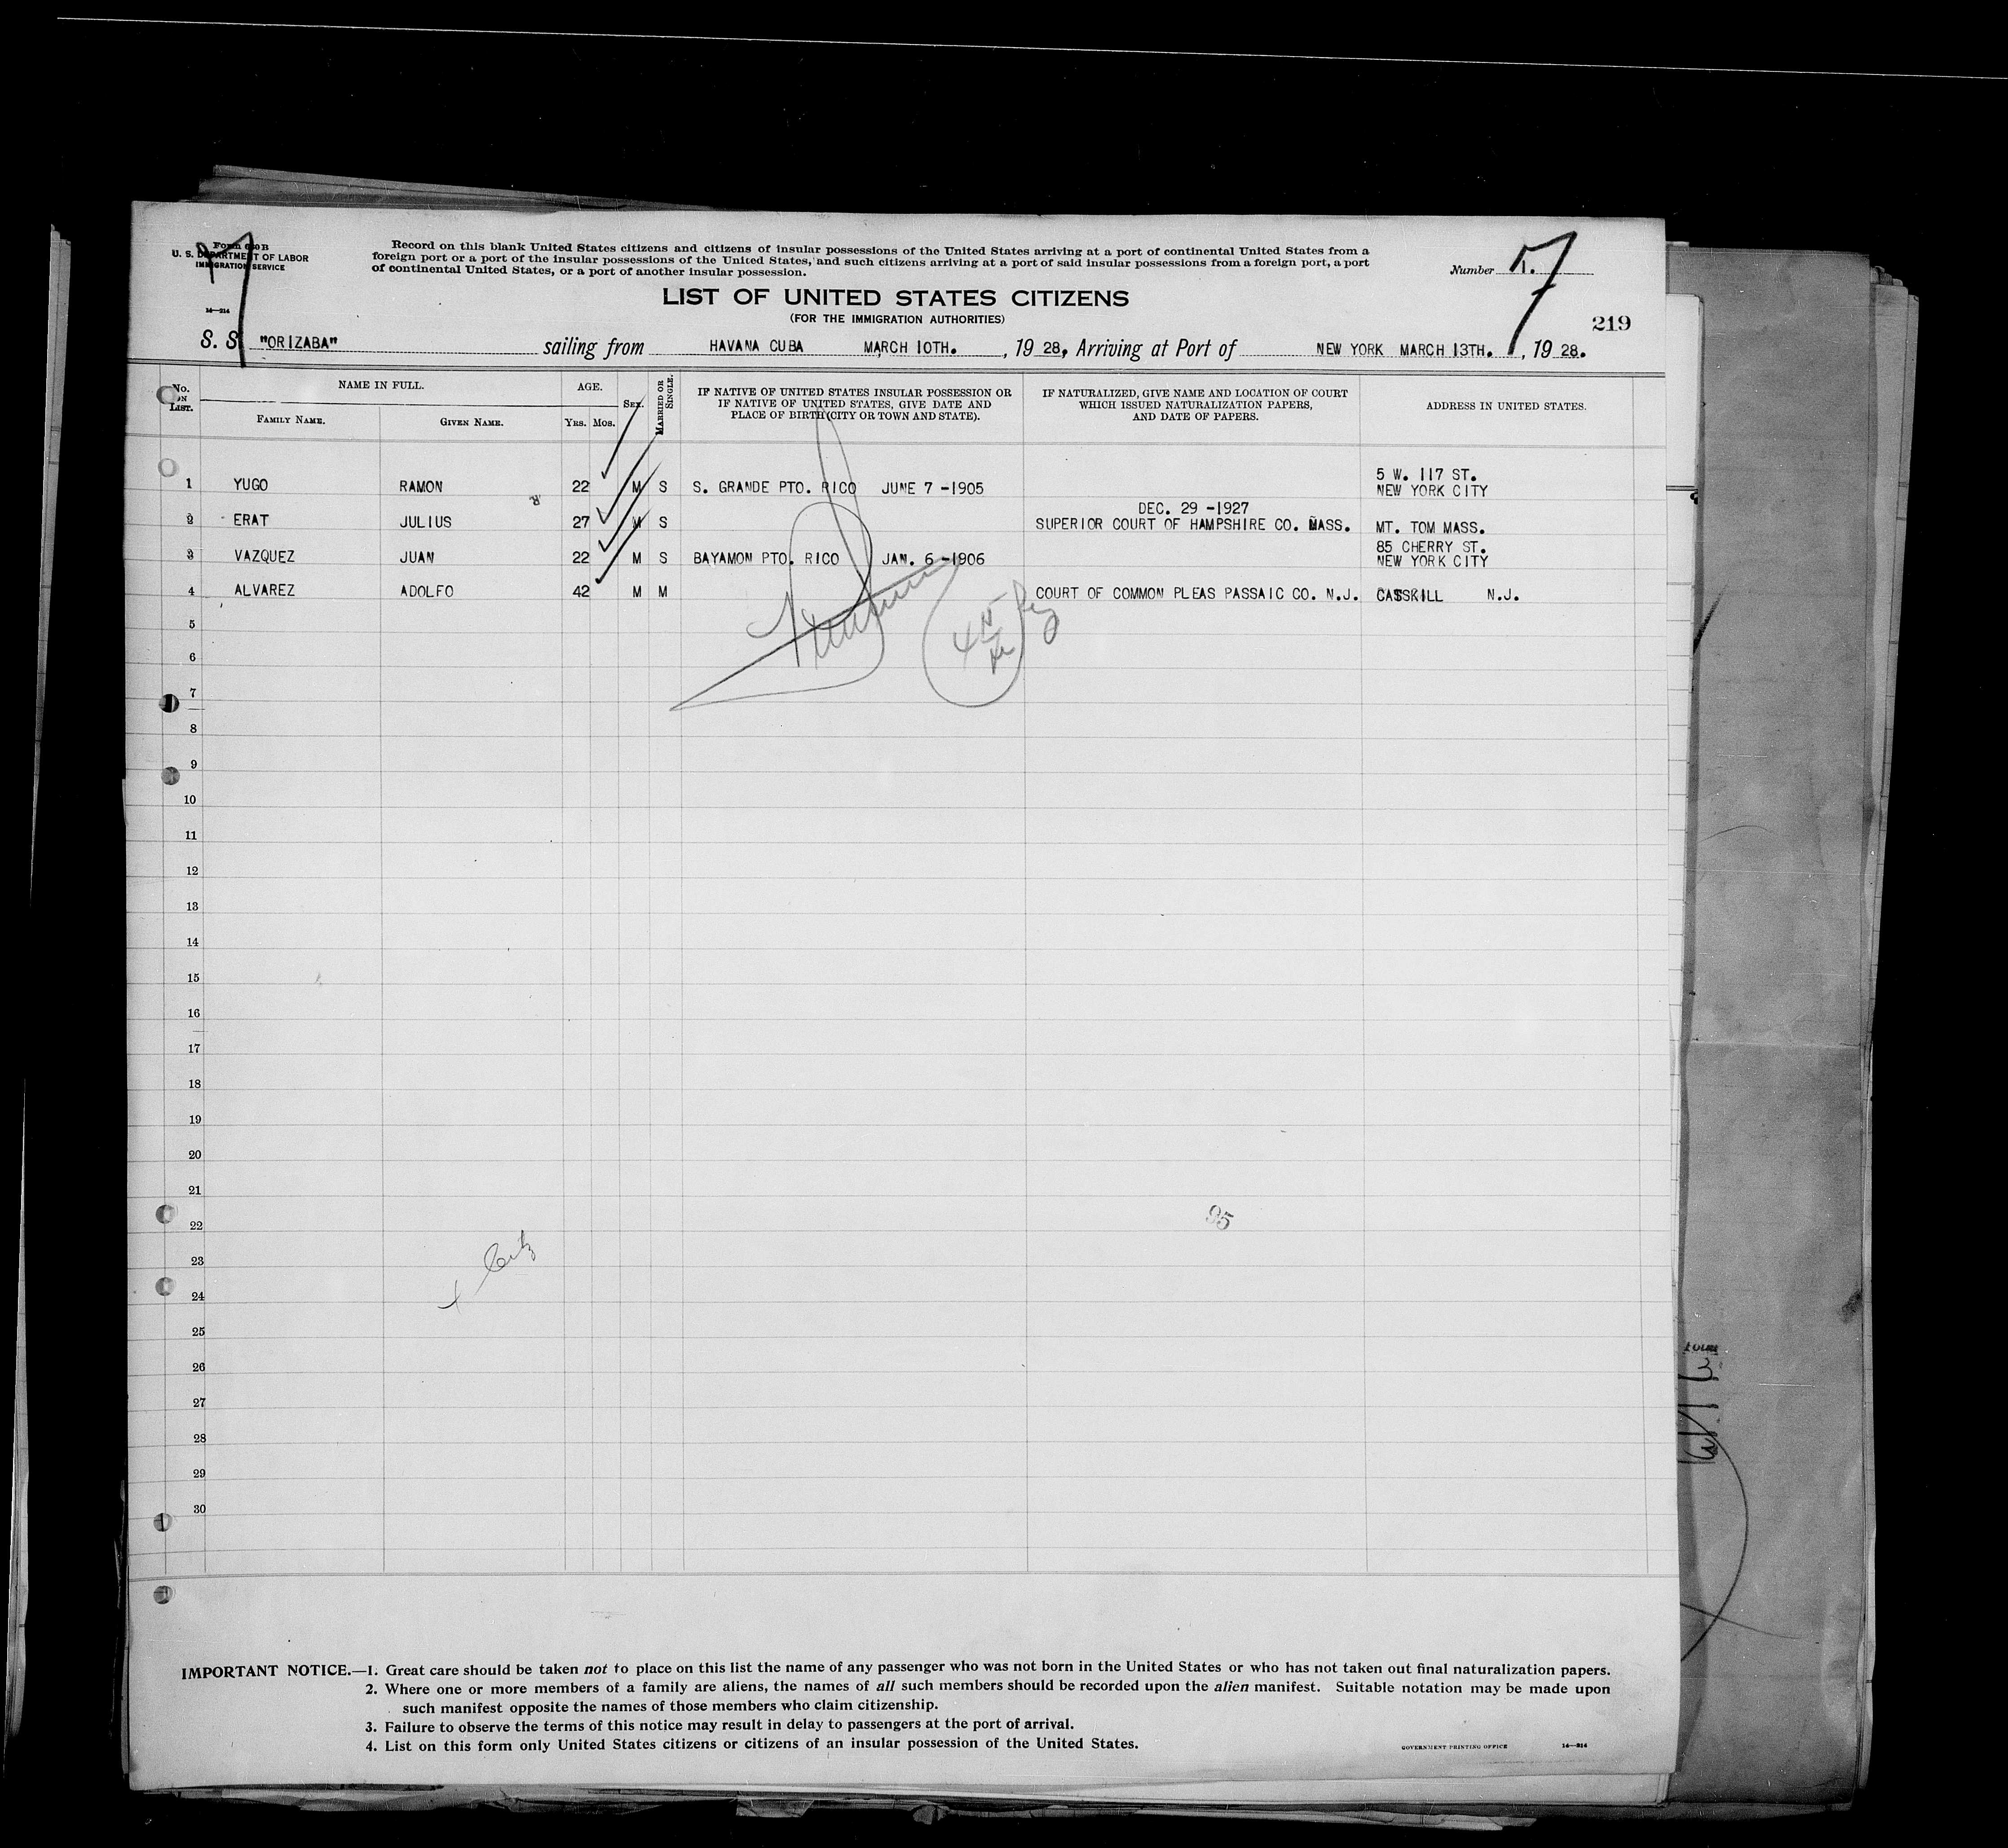 Form 630 B
U. S. DEPARTMENT OF LABOR
IMMIGRATION SERVICE
14—214
Record on this blank United States citizens and citizens of insular possessions of the United States arriving at a port of continental United States from a
foreign port or a port of the insular possessions of the United States, and such citizens arriving at a port of said insular possessions from a foreign port, a port
of continental United States, or a port of another insular possession.
Number 1.
7
7
LIST OF UNITED STATES CITIZENS
(FOR THE IMMIGRATION AUTHORITIES)
219
S. S. "ORIZABA" sailing from HAVANA CUBA MARCH 10TH. , 19 28, Arriving at Port of NEW YORK MARCH 13TH. , 19 28.
No. ON LIST.
NAME IN FULL.
FAMILY NAME.
GIVEN NAME.
AGE.
YRS. MOS.
SEX.
MARRIED OR SINGLE.
IF NATIVE OF UNITED STATES INSULAR POSSESSION OR
IF NATIVE OF UNITED STATES, GIVE DATE AND
PLACE OF BIRTH (CITY OR TOWN AND STATE).
IF NATURALIZED, GIVE NAME AND LOCATION OF COURT
WHICH ISSUED NATURALIZATION PAPERS,
AND DATE OF PAPERS.
ADDRESS IN UNITED STATES.
1 YUGO RAMON 22 M S S. GRANDE PTO. RICO JUNE 7 -1905 5 W. 117 ST.
NEW YORK CITY
DEC. 29 -1927
2 ERAT JULIUS 27 M S SUPERIOR COURT OF HAMPSHIRE CO. MASS. MT. TOM MASS.
3 VAZQUEZ JUAN 22 M S BAYAMON PTO. RICO JAN. 6 -1906 85 CHERRY ST.
NEW YORK CITY
4 ALVAREZ ADOLFO 42 M M COURT OF COMMON PLEAS PASSAIC CO. N.J. CATSKILL N.J.
5
6
7
8
9
10
11
12
13
14
15
16
17
18
19
20
21
22
23
24
25
26
27
28
29
30
95
IMPORTANT NOTICE.—1. Great care should be taken not to place on this list the name of any passenger who was not born in the United States or who has not taken out final naturalization papers.
2. Where one or more members of a family are aliens, the names of all such members should be recorded upon the alien manifest. Suitable notation may be made upon
such manifest opposite the names of those members who claim citizenship.
3. Failure to observe the terms of this notice may result in delay to passengers at the port of arrival.
4. List on this form only United States citizens or citizens of an insular possession of the United States.
GOVERNMENT PRINTING OFFICE 14—214